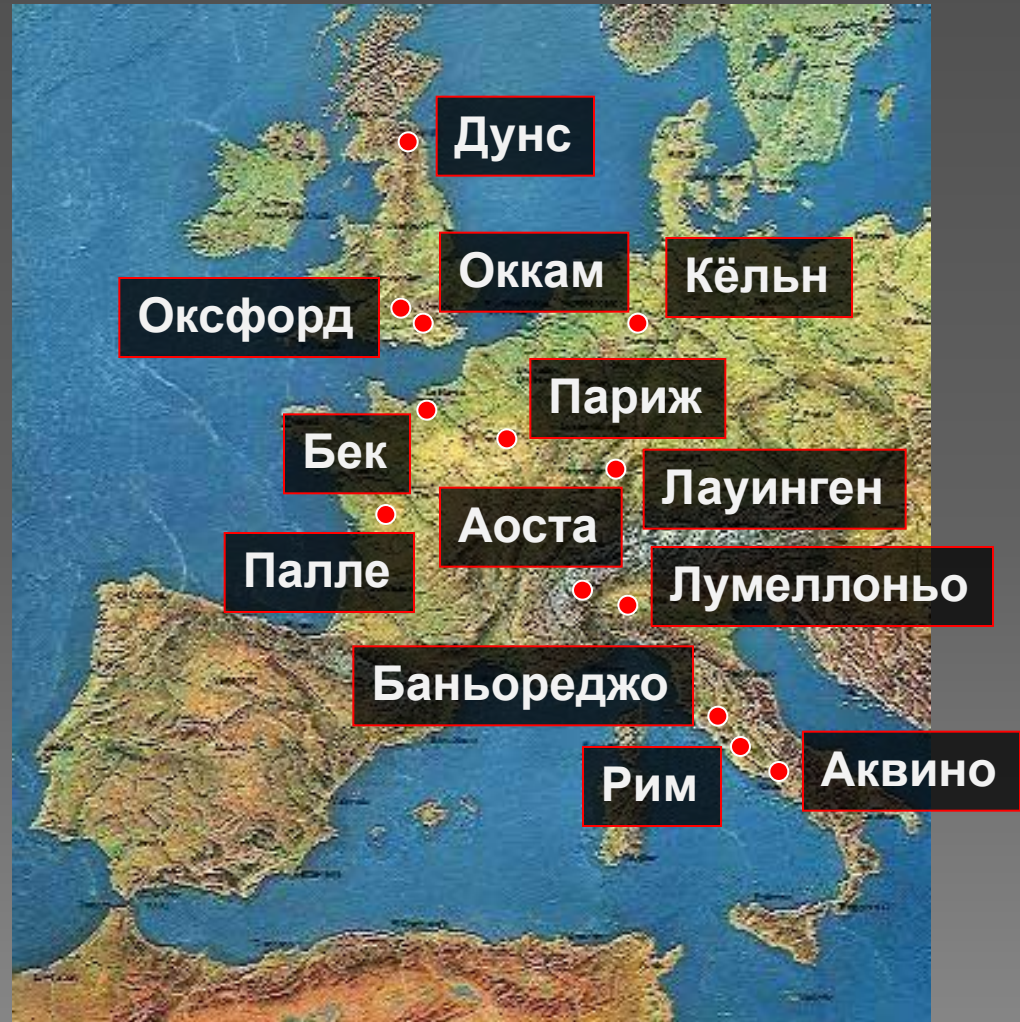 Дунс
Оккам
Кёльн
Оксфорд
Париж
Бек
Лауинген
Аоста
Палле
Лумеллоньо
Баньореджо
Рим
Аквино